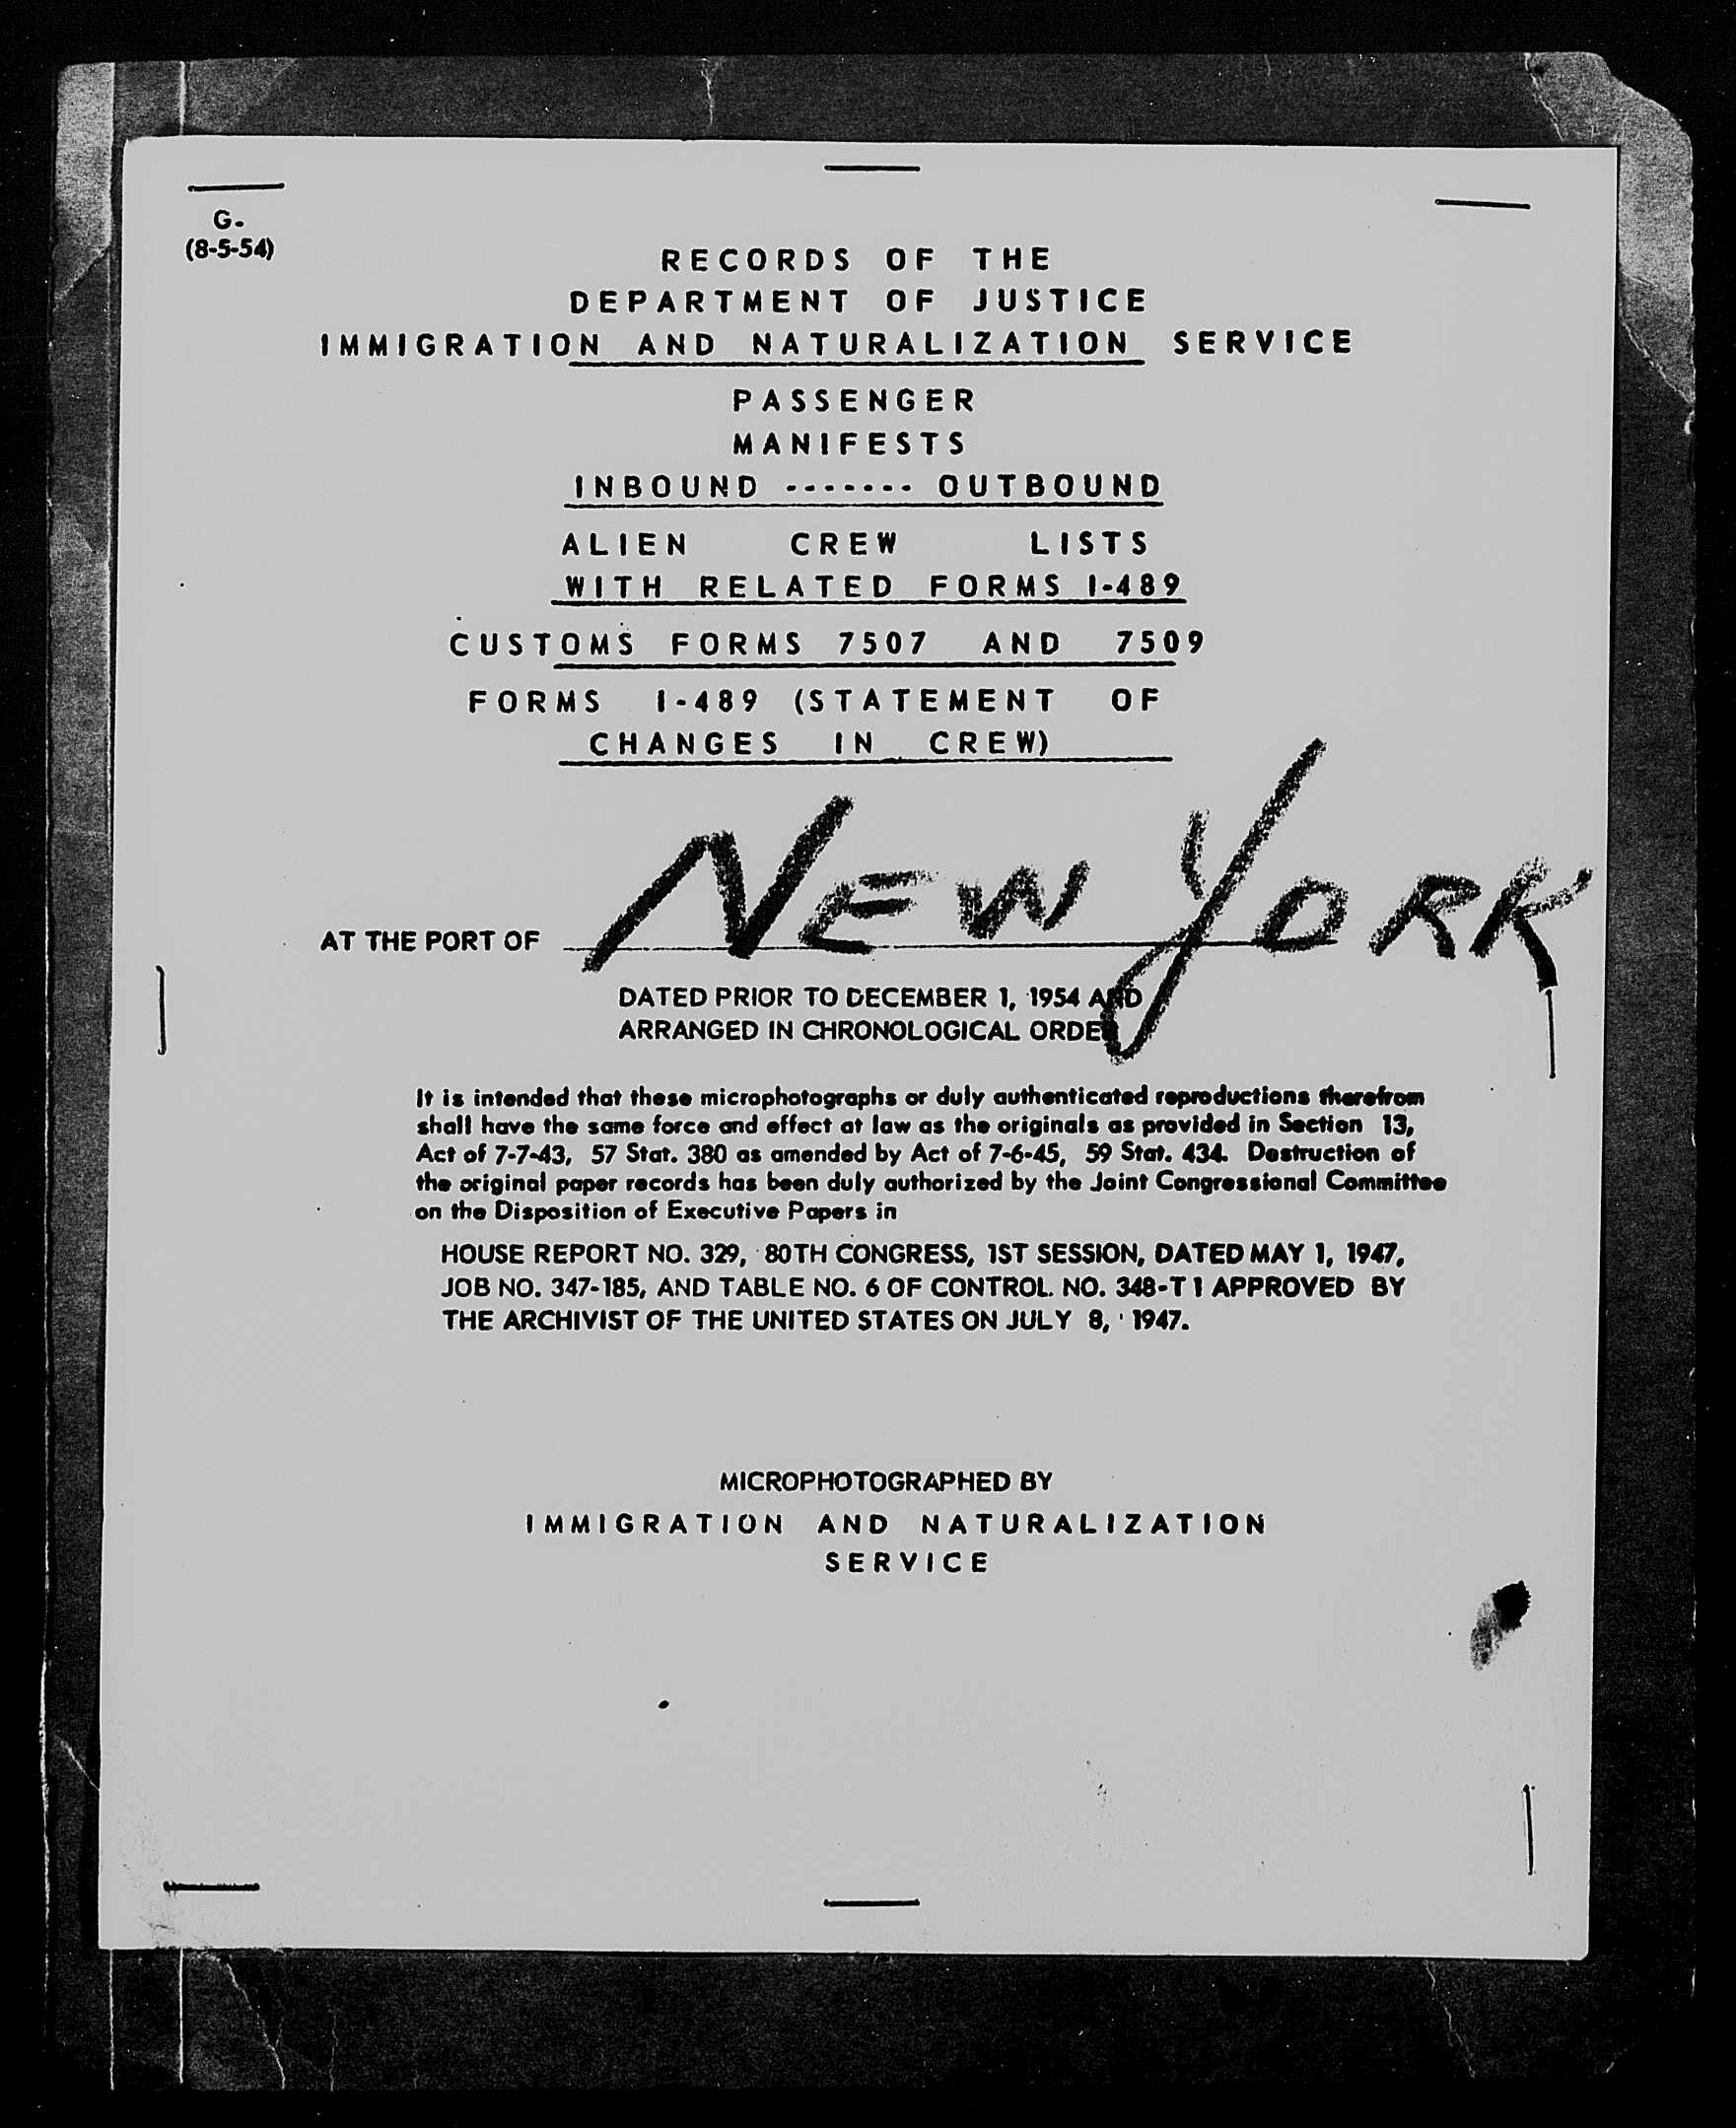 G-
(8-5-54)
RECORDS OF THE
DEPARTMENT OF JUSTICE
IMMIGRATION AND NATURALIZATION SERVICE
PASSENGER
MANIFESTS
INBOUND ------- OUTBOUND
ALIEN CREW LISTS
WITH RELATED FORMS I-489
CUSTOMS FORMS 7507 AND 7509
FORMS I-489 (STATEMENT OF
CHANGES IN CREW)
AT THE PORT OF NEW YORK
DATED PRIOR TO DECEMBER 1, 1954 AND
ARRANGED IN CHRONOLOGICAL ORDER
It is intended that these microphotographs or duly authenticated reproductions therefrom
shall have the same force and effect at law as the originals as provided in Section 13,
Act of 7-7-43, 57 Stat. 380 as amended by Act of 7-6-45, 59 Stat. 434. Destruction of
the original paper records has been duly authorized by the Joint Congressional Committee
on the Disposition of Executive Papers in
HOUSE REPORT NO. 329, 80TH CONGRESS, 1ST SESSION, DATED MAY 1, 1947,
JOB NO. 347-185, AND TABLE NO. 6 OF CONTROL NO. 348-T1 APPROVED BY
THE ARCHIVIST OF THE UNITED STATES ON JULY 8, 1947.
MICROPHOTOGRAPHED BY
IMMIGRATION AND NATURALIZATION
SERVICE